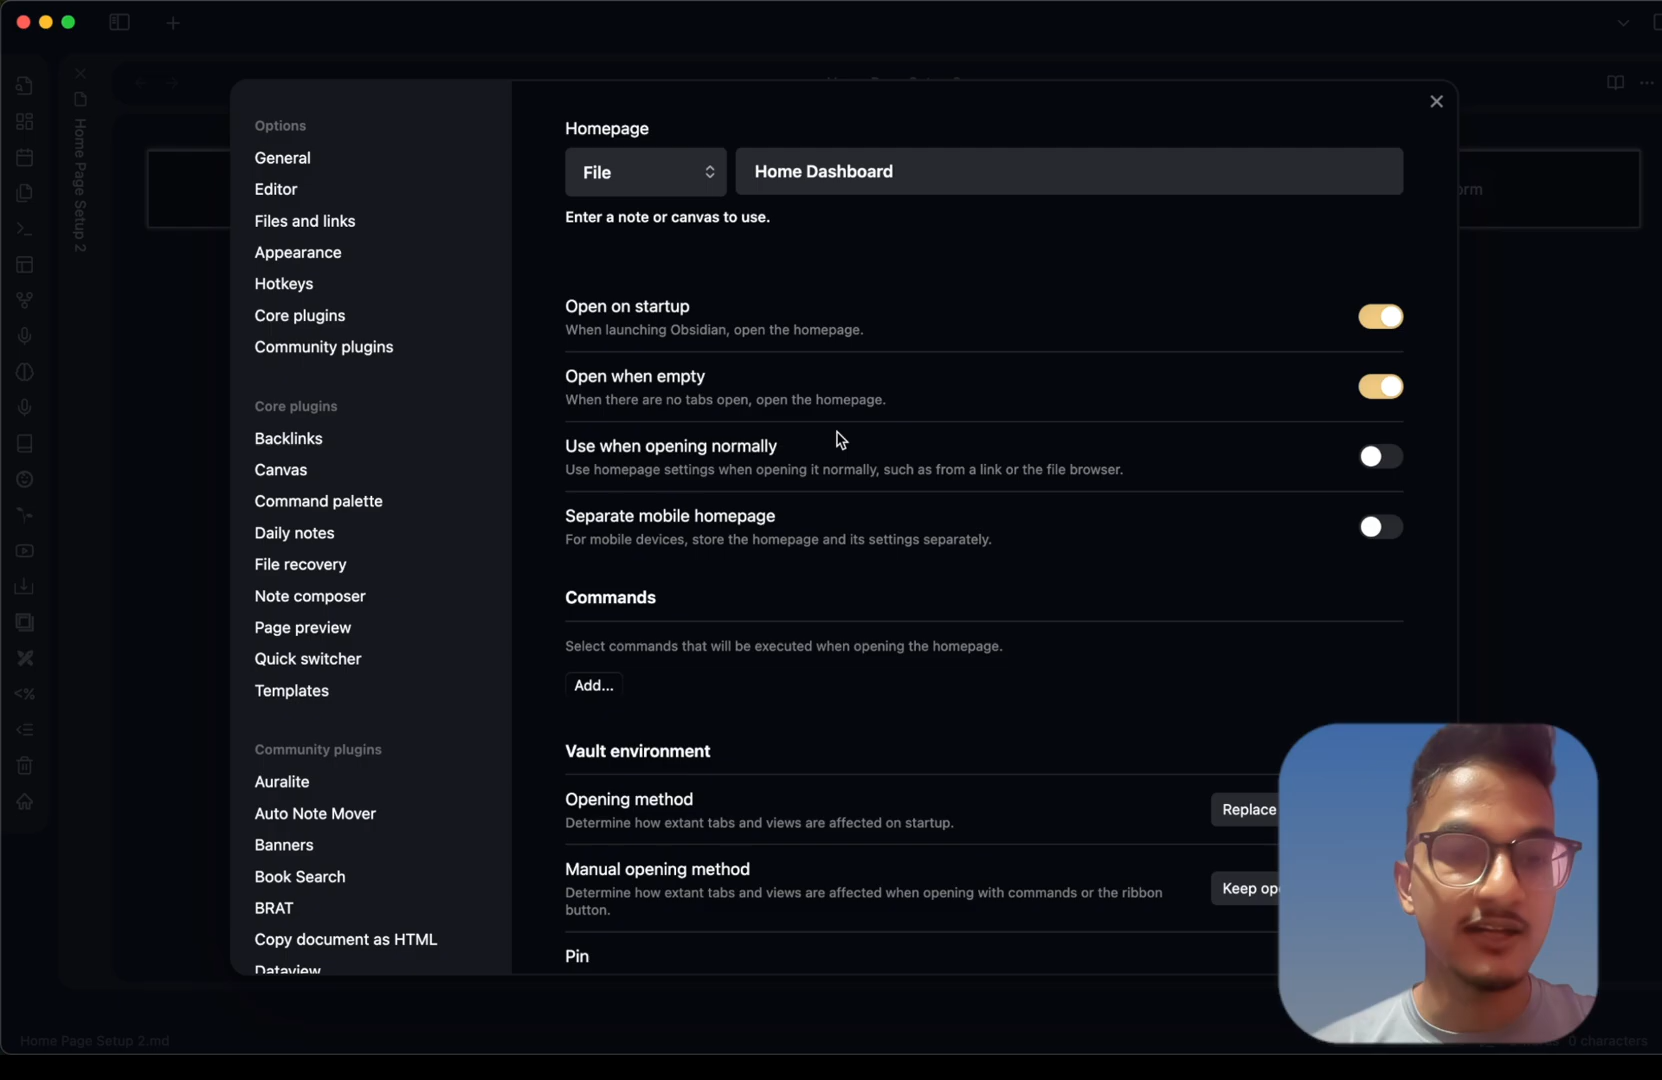 Home Page Setup 2
Options
General
Editor
Files and links
Appearance
Hotkeys
Core plugins
Community plugins
Core plugins
Backlinks
Canvas
Command palette
Daily notes
File recovery
Note composer
Page preview
Quick switcher
Templates
Community plugins
Auralite
Auto Note Mover
Banners
Book Search
BRAT
Copy document as HTML
Dataview
Homepage
File
Home Dashboard
Enter a note or canvas to use.
Open on startup
When launching Obsidian, open the homepage.
Open when empty
When there are no tabs open, open the homepage.
Use when opening normally
Use homepage settings when opening it normally, such as from a link or the file browser.
Separate mobile homepage
For mobile devices, store the homepage and its settings separately.
Commands
Select commands that will be executed when opening the homepage.
Add...
Vault environment
Opening method
Determine how extant tabs and views are affected on startup.
Replace
Manual opening method
Determine how extant tabs and views are affected when opening with commands or the ribbon
button.
Keep op
Pin
Home Page Setup 2.md
0 characters